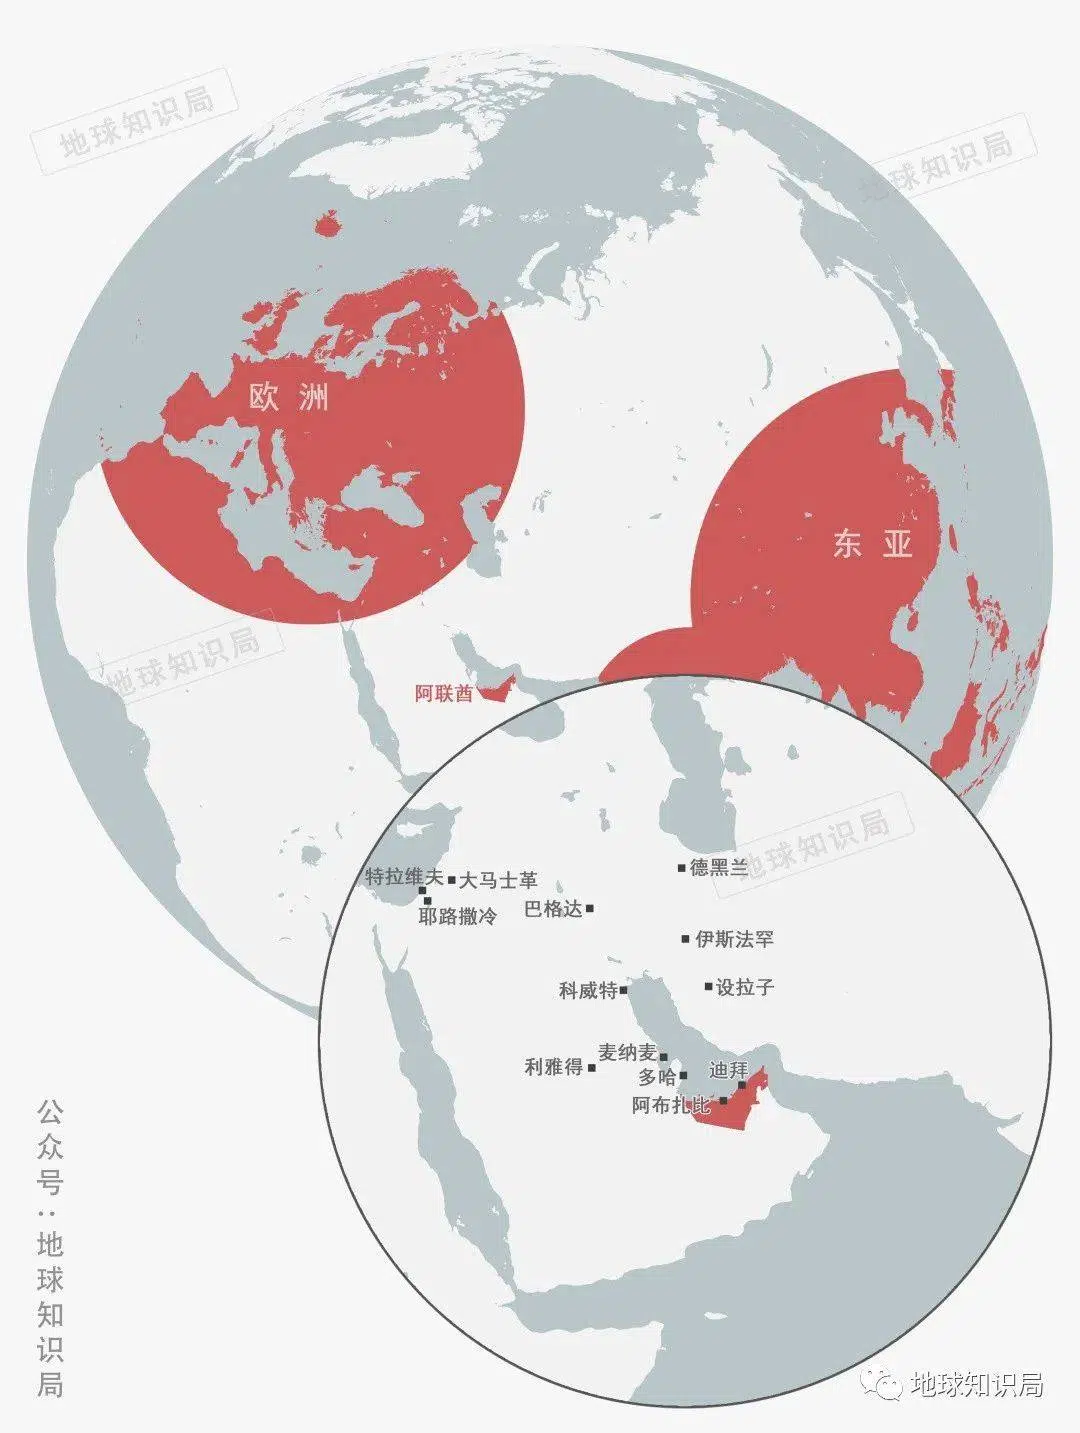 地球知识局
地球知识局
欧洲
东亚
地球知识局
阿联酋
地球知识局
特拉维夫
大马士革
耶路撒冷
巴格达
德黑兰
伊斯法罕
科威特
设拉子
利雅得
麦纳麦
多哈
迪拜
阿布扎比
公众号:地球知识局
地球知识局